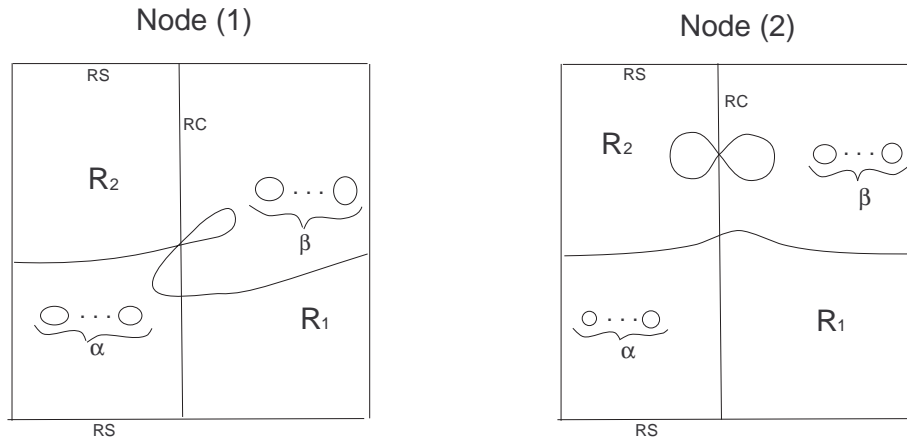 Node (1)
RS
RC
R2
. . .
β
. . .
α
R1
RS
Node (2)
RS
RC
R2
. . .
β
. . .
α
R1
RS